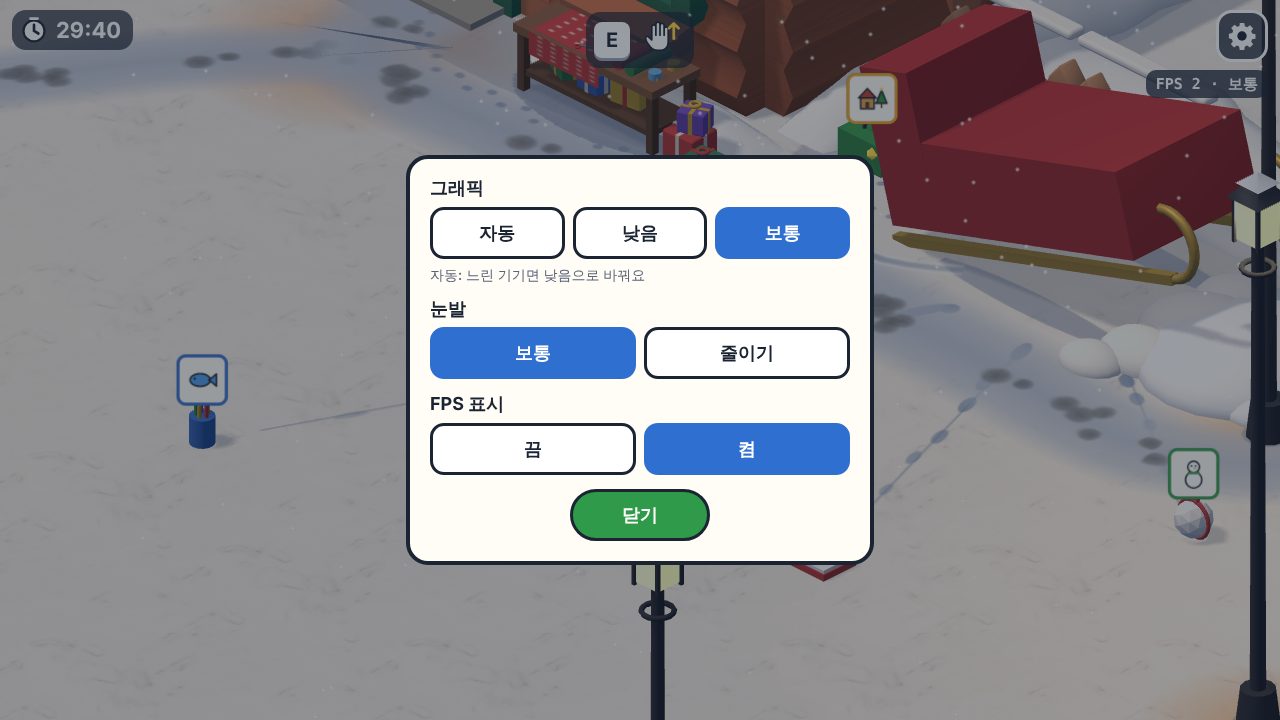 29:40
E
FPS 2 · 보통
그래픽
자동
낮음
보통
자동: 느린 기기면 낮음으로 바꿔요
눈발
보통
줄이기
FPS 표시
끔
켬
닫기